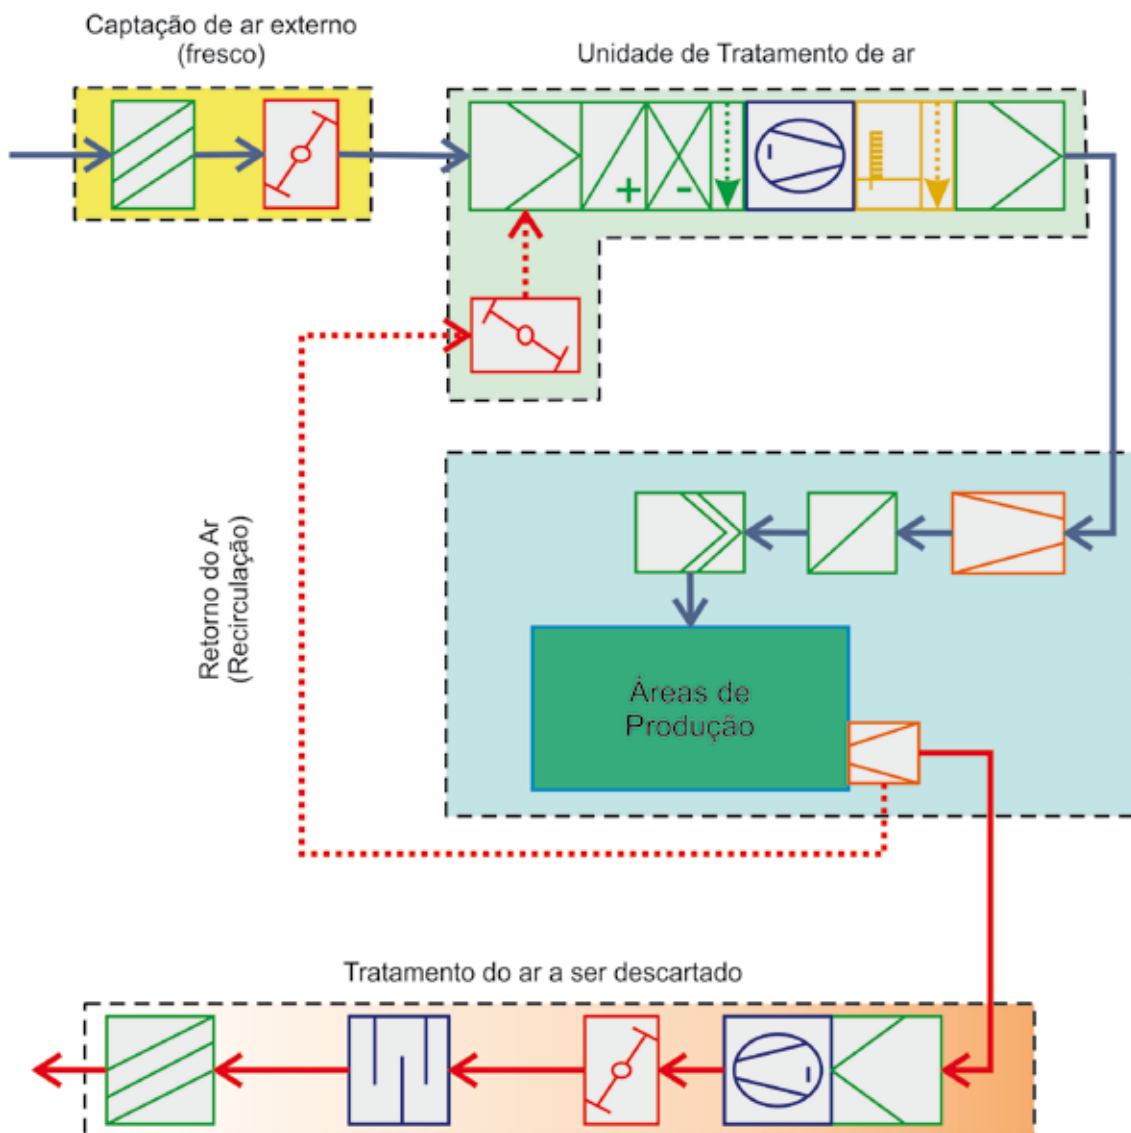 Captação de ar externo
(fresco)
Unidade de Tratamento de ar
+
-
Retorno do Ar
(Recirculação)
Áreas de
Produção
Tratamento do ar a ser descartado